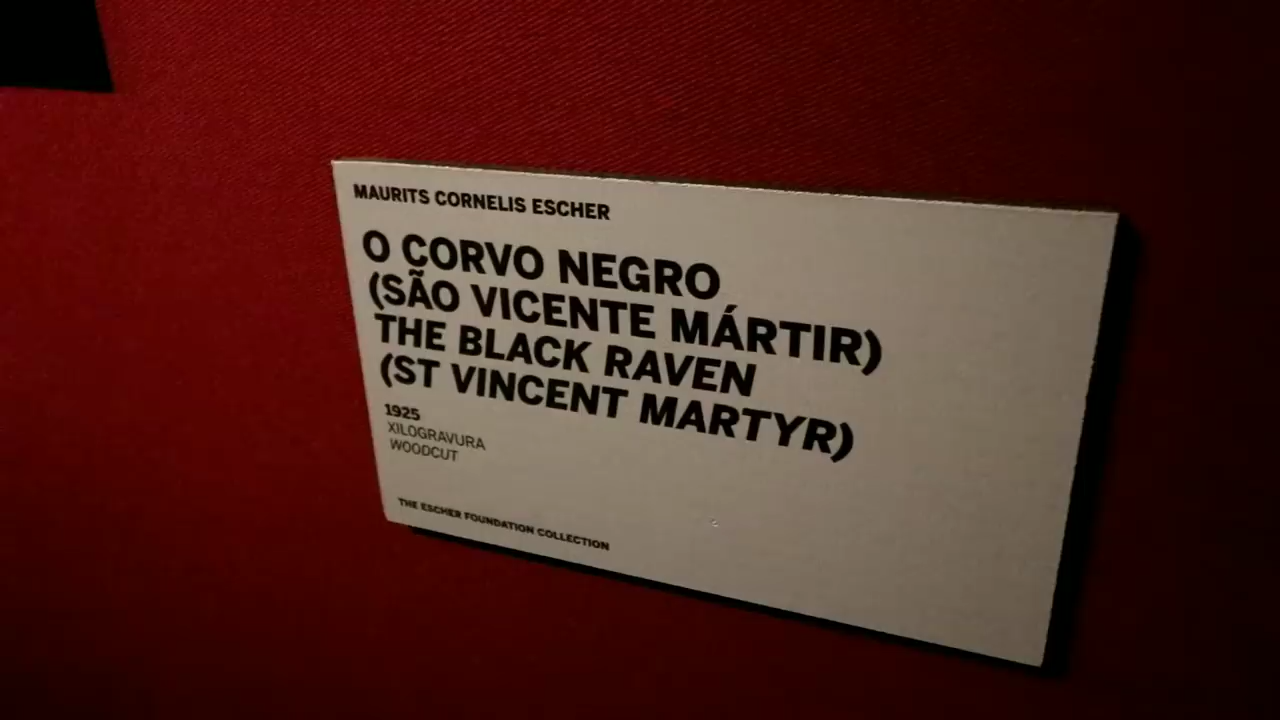 MAURITS CORNELIS ESCHER
O CORVO NEGRO
(SÃO VICENTE MÁRTIR)
THE BLACK RAVEN
(ST VINCENT MARTYR)
1925
XILOGRAVURA
WOODCUT
THE ESCHER FOUNDATION COLLECTION